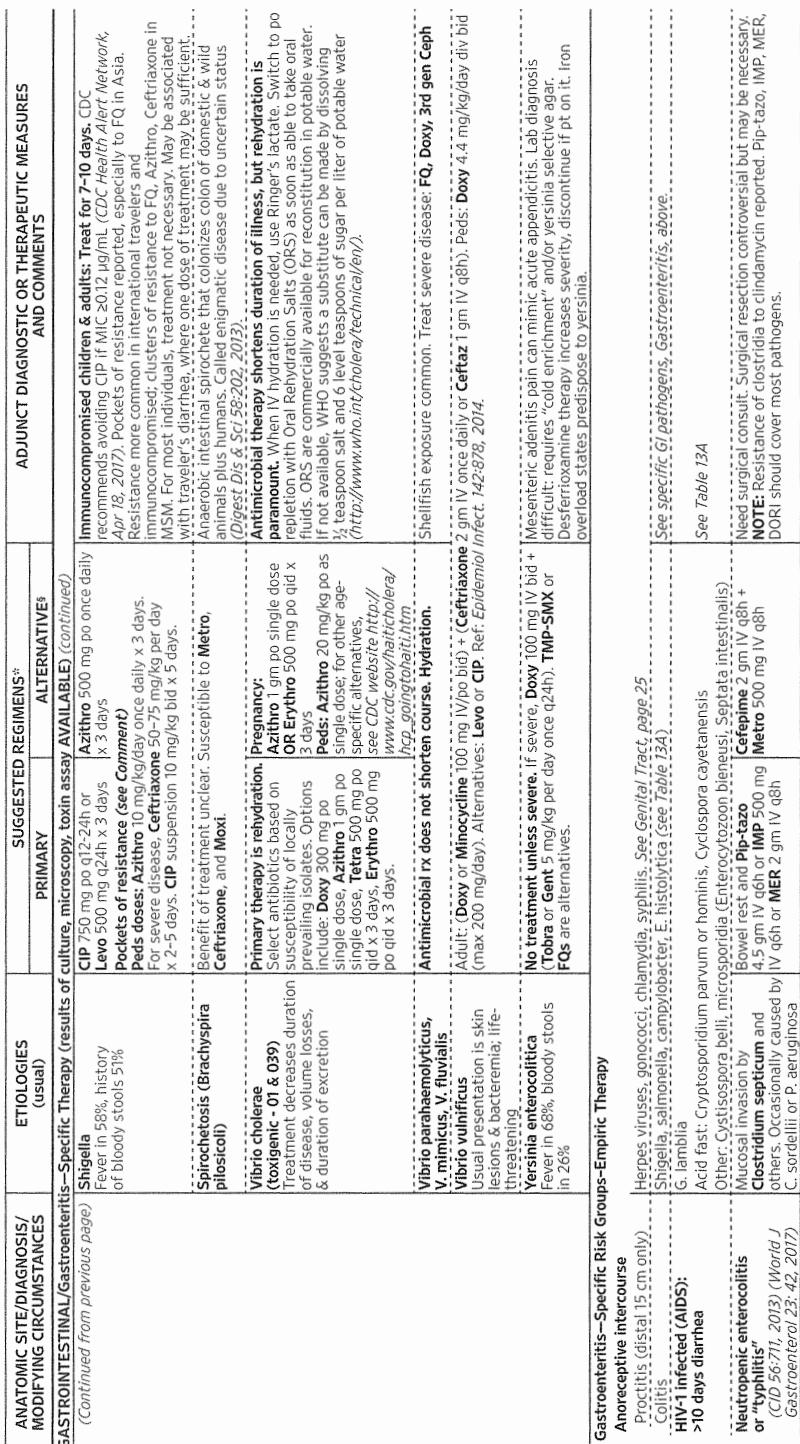 ANATOMIC SITE/DIAGNOSIS/
MODIFYING CIRCUMSTANCES
ETIOLOGIES
(usual)
SUGGESTED REGIMENS*
PRIMARY
ALTERNATIVE§
ADJUNCT DIAGNOSTIC OR THERAPEUTIC MEASURES
AND COMMENTS
GASTROINTESTINAL/Gastroenteritis—Specific Therapy (results of culture, microscopy, toxin assay AVAILABLE) (continued)
(Continued from previous page)
Shigella
Fever in 58%, history
of bloody stools 51%
CIP 750 mg po q12-24h or
Levo 500 mg q24h x 3 days
Azithro 500 mg po once daily
x 3 days
Pockets of resistance (see Comment)
Peds doses: Azithro 10 mg/kg/day once daily x 3 days.
For severe disease, Ceftriaxone 50–75 mg/kg per day
x 2–5 days. CIP suspension 10 mg/kg bid x 5 days.
Immunocompromised children & adults: Treat for 7–10 days. CDC
recommends avoiding CIP if MIC ≥0.12 µg/mL (CDC Health Alert Network,
Apr 18, 2017). Pockets of resistance reported, especially to FQ in Asia.
Resistance more common in international travelers and
immunocompromised; clusters of resistance to FQ, Azithro, Ceftriaxone in
MSM. For most individuals, treatment not necessary. May be associated
with traveler's diarrhea, where one dose of treatment may be sufficient.
Spirochetosis (Brachyspira
pilosicoli)
Benefit of treatment unclear. Susceptible to Metro,
Ceftriaxone, and Moxi.
Anaerobic intestinal spirochete that colonizes colon of domestic & wild
animals plus humans. Called enigmatic disease due to uncertain status
(Digest Dis & Sci 58:202, 2013).
Vibrio cholerae
(toxigenic - 01 & 039)
Treatment decreases duration
of disease, volume losses,
& duration of excretion
Primary therapy is rehydration.
Select antibiotics based on
susceptibility of locally
prevailing isolates. Options
include: Doxy 300 mg po
single dose, Azithro 1 gm po
single dose, Tetra 500 mg po
qid x 3 days, Erythro 500 mg
po qid x 3 days.
Pregnancy:
Azithro 1 gm po single dose
OR Erythro 500 mg po qid x
3 days
Peds: Azithro 20 mg/kg po as
single dose; for other age-
specific alternatives,
see CDC website http://
www.cdc.gov/haiticholera/
hcp_goingtohaiti.htm
Antimicrobial therapy shortens duration of illness, but rehydration is
paramount. When IV hydration is needed, use Ringer's lactate. Switch to po
repletion with Oral Rehydration Salts (ORS) as soon as able to take oral
fluids. ORS are commercially available for reconstitution in potable water.
If not available, WHO suggests a substitute can be made by dissolving
½ teaspoon salt and 6 level teaspoons of sugar per liter of potable water
(http://www.who.int/cholera/technical/en/).
Vibrio parahaemolyticus,
V. mimicus, V. fluvialis
Antimicrobial rx does not shorten course. Hydration.
Shellfish exposure common. Treat severe disease: FQ, Doxy, 3rd gen Ceph
Vibrio vulnificus
Usual presentation is skin
lesions & bacteremia; life-
threatening
Adult: (Doxy or Minocycline 100 mg IV/po bid) + (Ceftriaxone 2 gm IV once daily or Ceftaz 1 gm IV q8h). Peds: Doxy 4.4 mg/kg/day div bid
(max 200 mg/day). Alternatives: Levo or CIP. Ref: Epidemiol Infect. 142:878, 2014.
Yersinia enterocolitica
Fever in 68%, bloody stools
in 26%
No treatment unless severe. If severe, Doxy 100 mg IV bid +
(Tobra or Gent 5 mg/kg per day once q24h). TMP-SMX or
FQs are alternatives.
Mesenteric adenitis pain can mimic acute appendicitis. Lab diagnosis
difficult: requires "cold enrichment" and/or yersinia selective agar.
Desferrioxamine therapy increases severity, discontinue if pt on it. Iron
overload states predispose to yersinia.
Gastroenteritis—Specific Risk Groups–Empiric Therapy
Anoreceptive intercourse
Proctitis (distal 15 cm only)
Herpes viruses, gonococci, chlamydia, syphilis. See Genital Tract, page 25
Colitis
Shigella, salmonella, campylobacter, E. histolytica (see Table 13A)
See specific GI pathogens, Gastroenteritis, above.
HIV-1 infected (AIDS):
>10 days diarrhea
G. lamblia
Acid fast: Cryptosporidium parvum or hominis, Cyclospora cayetanensis
Other: Cystisospora belli, microsporidia (Enterocytozoon bieneusi, Septata intestinalis)
See Table 13A
Neutropenic enterocolitis
or "typhlitis"
(CID 56:711, 2013) (World J
Gastroenterol 23: 42, 2017)
Mucosal invasion by
Clostridium septicum and
others. Occasionally caused by
C. sordellii or P. aeruginosa
Bowel rest and Pip-tazo
4.5 gm IV q6h or IMP 500 mg
IV q6h or MER 2 gm IV q8h
Cefepime 2 gm IV q8h +
Metro 500 mg IV q8h
Need surgical consult. Surgical resection controversial but may be necessary.
NOTE: Resistance of clostridia to clindamycin reported. Pip-tazo, IMP, MER,
DORI should cover most pathogens.